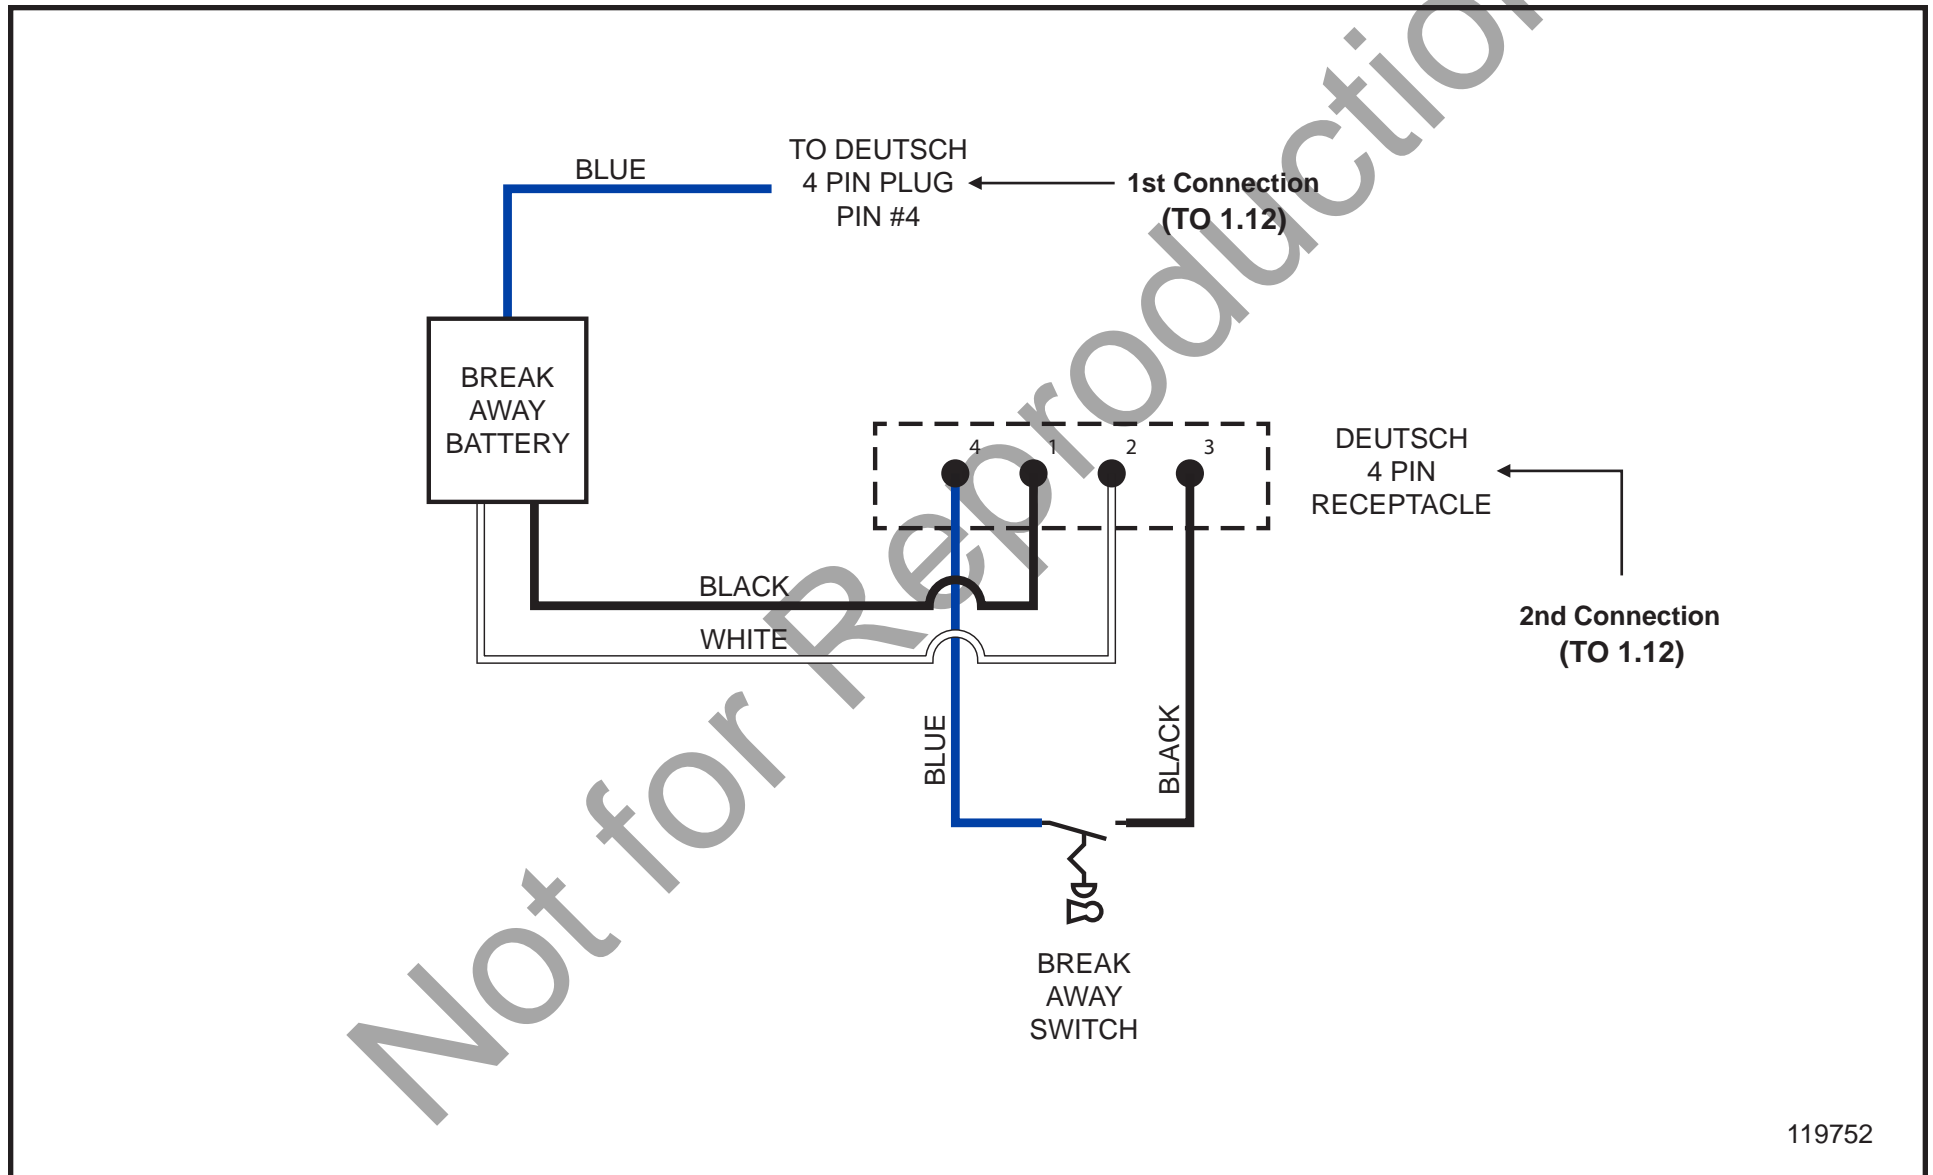 BLUE
TO DEUTSCH
4 PIN PLUG
PIN #4
1st Connection
(TO 1.12)
BREAK
AWAY
BATTERY
4 1 2 3
DEUTSCH
4 PIN
RECEPTACLE
BLACK
WHITE
2nd Connection
(TO 1.12)
BLUE
BLACK
BREAK
AWAY
SWITCH
Not for Reproduction
119752